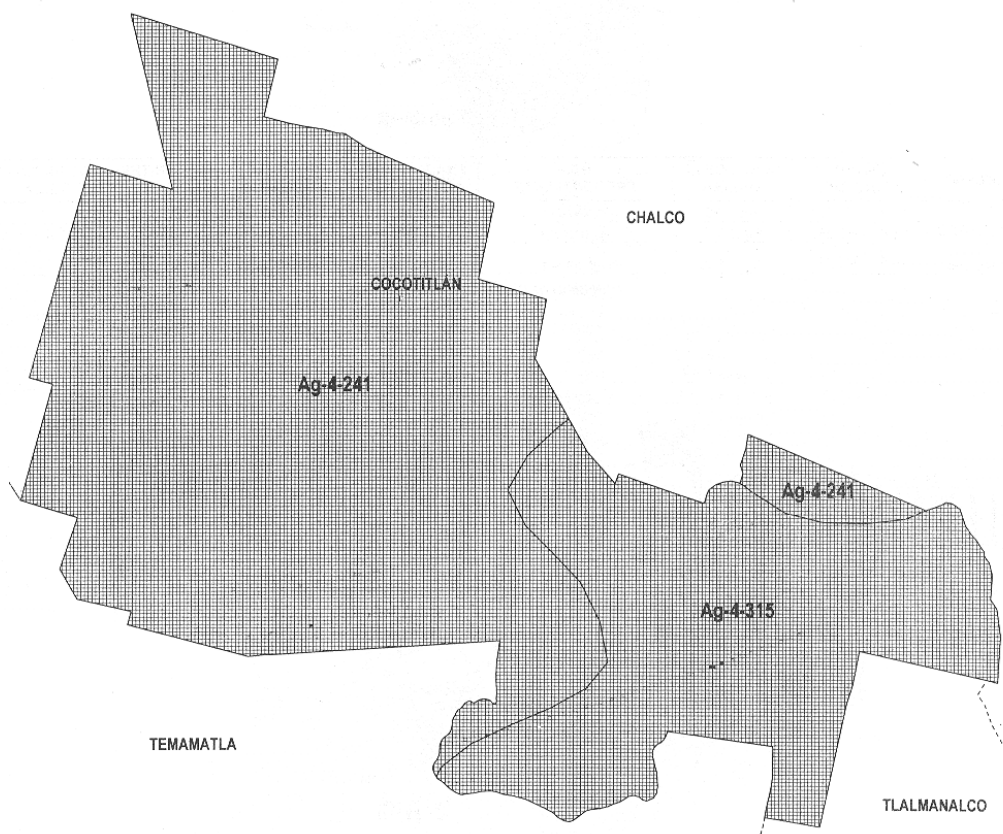 CHALCO
COCOTITLAN
Ag-4-241
Ag-4-241
Ag-4-315
TEMAMATLA
TLALMANALCO